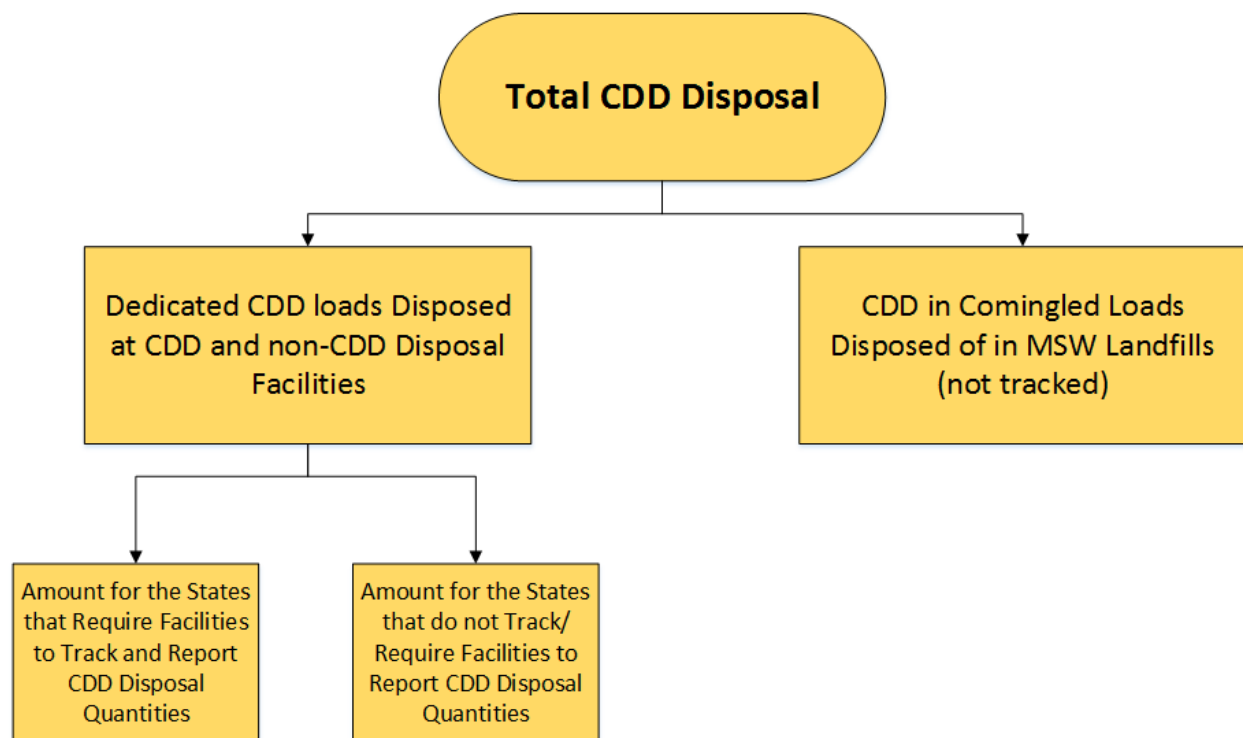 Total CDD Disposal
Dedicated CDD loads Disposed
at CDD and non-CDD Disposal
Facilities
CDD in Comingled Loads
Disposed of in MSW Landfills
(not tracked)
Amount for the States
that Require Facilities
to Track and Report
CDD Disposal
Quantities
Amount for the States
that do not Track/
Require Facilities to
Report CDD Disposal
Quantities